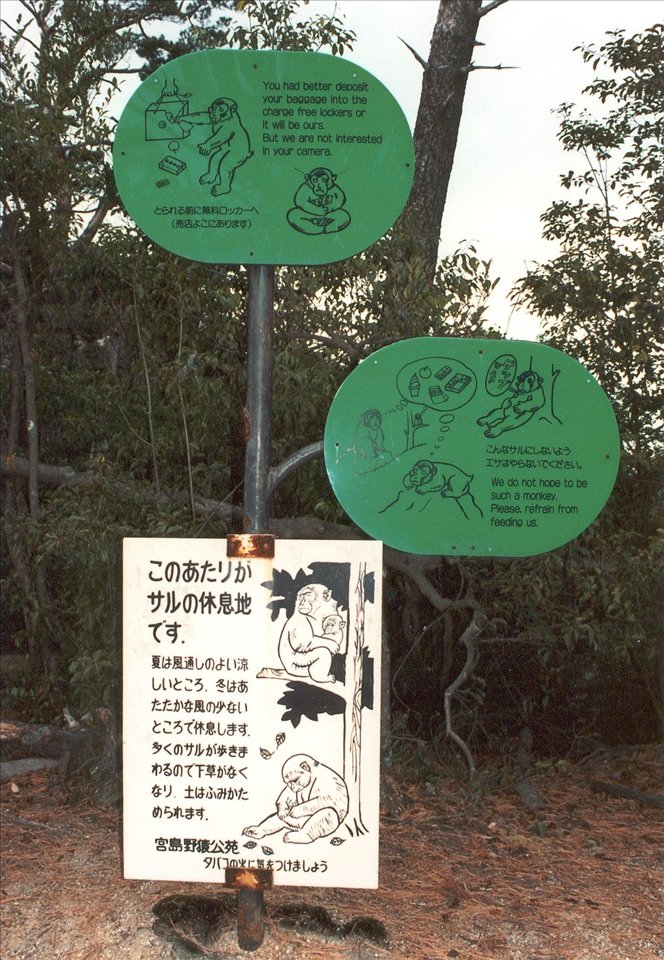 You had better deposit
your baggage into the
charge free lockers or
it will be ours.
But we are not interested
in your camera.
とられる前に無料ロッカーへ
(売店よこにあります)
こんなサルにしないよう
エサはやらないでください。
We do not hope to be
such a monkey.
Please, refrain from
feeding us.
このあたりが
サルの休息地
です.
夏は風通しのよい涼
しいところ、冬はあ
たたかな風の少ない
ところで休息します.
多くのサルが歩きま
わるので下草がなく
なり、土はふみかた
められます.
宮島野猿公苑
タバコの火に気をつけましょう